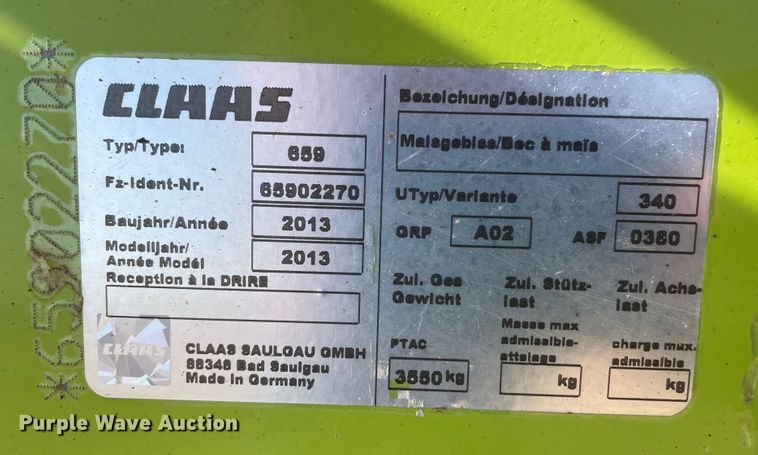 *65902270*
CLAAS
Typ/Type: 659
Fz-Ident-Nr. 65902270
Baujahr/Année 2013
Modelljahr/
Année Modèl 2013
Reception à la DRIRE
CLAAS
CLAAS SAULGAU GMBH
88348 Bad Saulgau
Made in Germany
Bezeichung/Désignation
Maisgebiss/Bec à maïs
UTyp/Variante 340
GRP A02 ASF 0380
Zul. Ges
Gewicht
Zul. Stütz-
last
Zul. Achs-
last
PTAC
3550 kg
Masse max
admissible-
attelage
kg
charge max.
admissible
kg
Purple Wave Auction